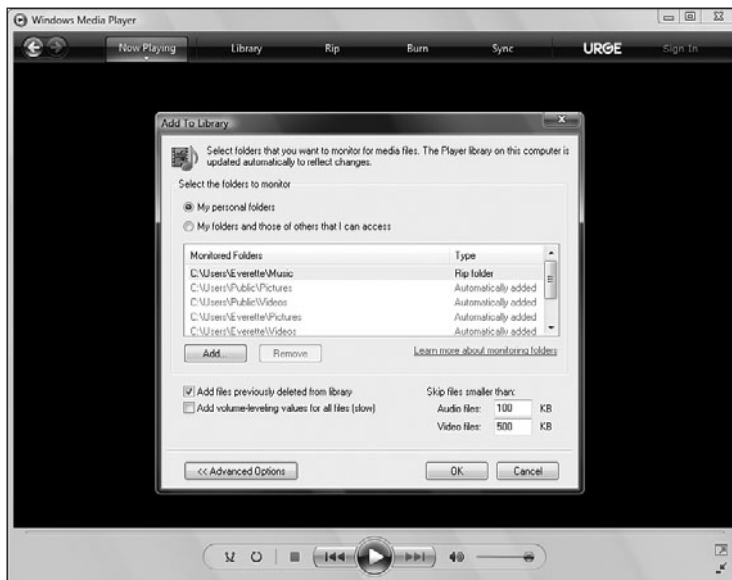 Windows Media Player
Now Playing Library Rip Burn Sync URGE Sign In
Add To Library
Select folders that you want to monitor for media files. The Player library on this computer is
updated automatically to reflect changes.
Select the folders to monitor
My personal folders
My folders and those of others that I can access
Monitored Folders Type
C:\Users\Everette\Music Rip folder
C:\Users\Public\Pictures Automatically added
C:\Users\Public\Videos Automatically added
C:\Users\Everette\Pictures Automatically added
C:\Users\Everette\Videos Automatically added
Add... Remove Learn more about monitoring folders
Add files previously deleted from library Skip files smaller than:
Add volume-leveling values for all files (slow) Audio files: 100 KB
Video files: 500 KB
<< Advanced Options OK Cancel